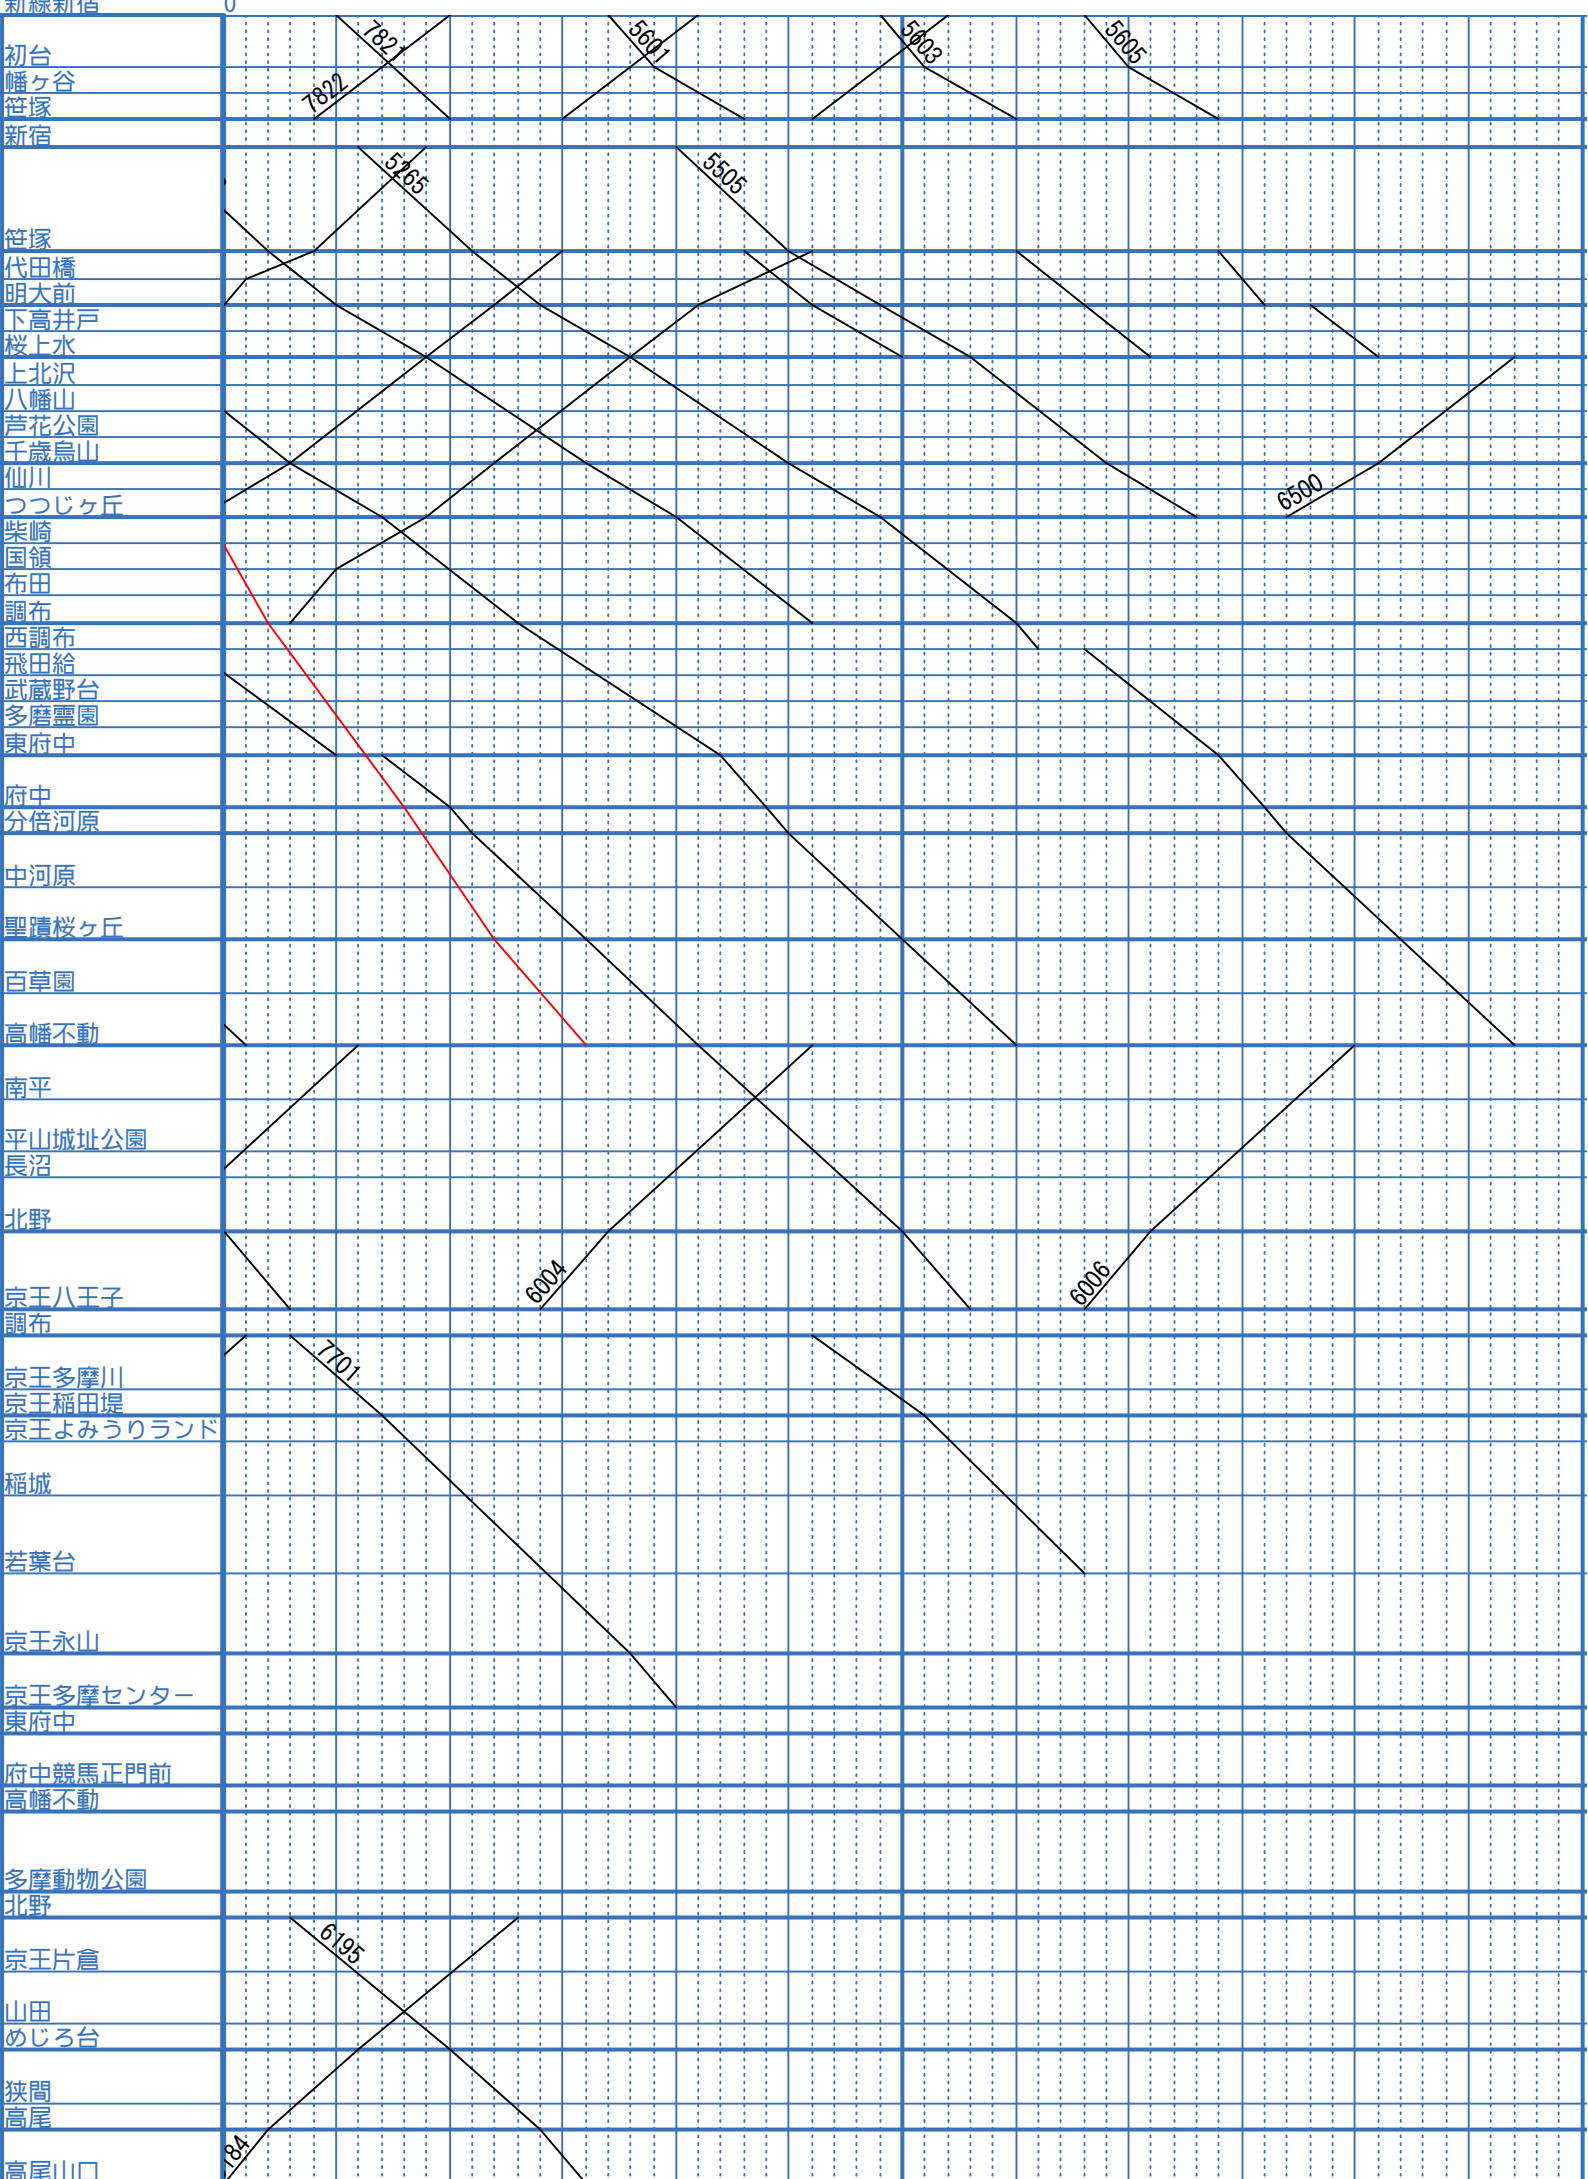 新線新宿 0
初台
幡ヶ谷
笹塚
新宿
笹塚
代田橋
明大前
下高井戸
桜上水
上北沢
八幡山
芦花公園
千歳烏山
仙川
つつじヶ丘
柴崎
国領
布田
調布
西調布
飛田給
武蔵野台
多磨霊園
東府中
府中
分倍河原
中河原
聖蹟桜ヶ丘
百草園
高幡不動
南平
平山城址公園
長沼
北野
京王八王子
調布
京王多摩川
京王稲田堤
京王よみうりランド
稲城
若葉台
京王永山
京王多摩センター
東府中
府中競馬正門前
高幡不動
多摩動物公園
北野
京王片倉
山田
めじろ台
狭間
高尾
高尾山口
7821
7822
5601
5603
5605
5265
5505
6500
6004
6006
7701
6195
184